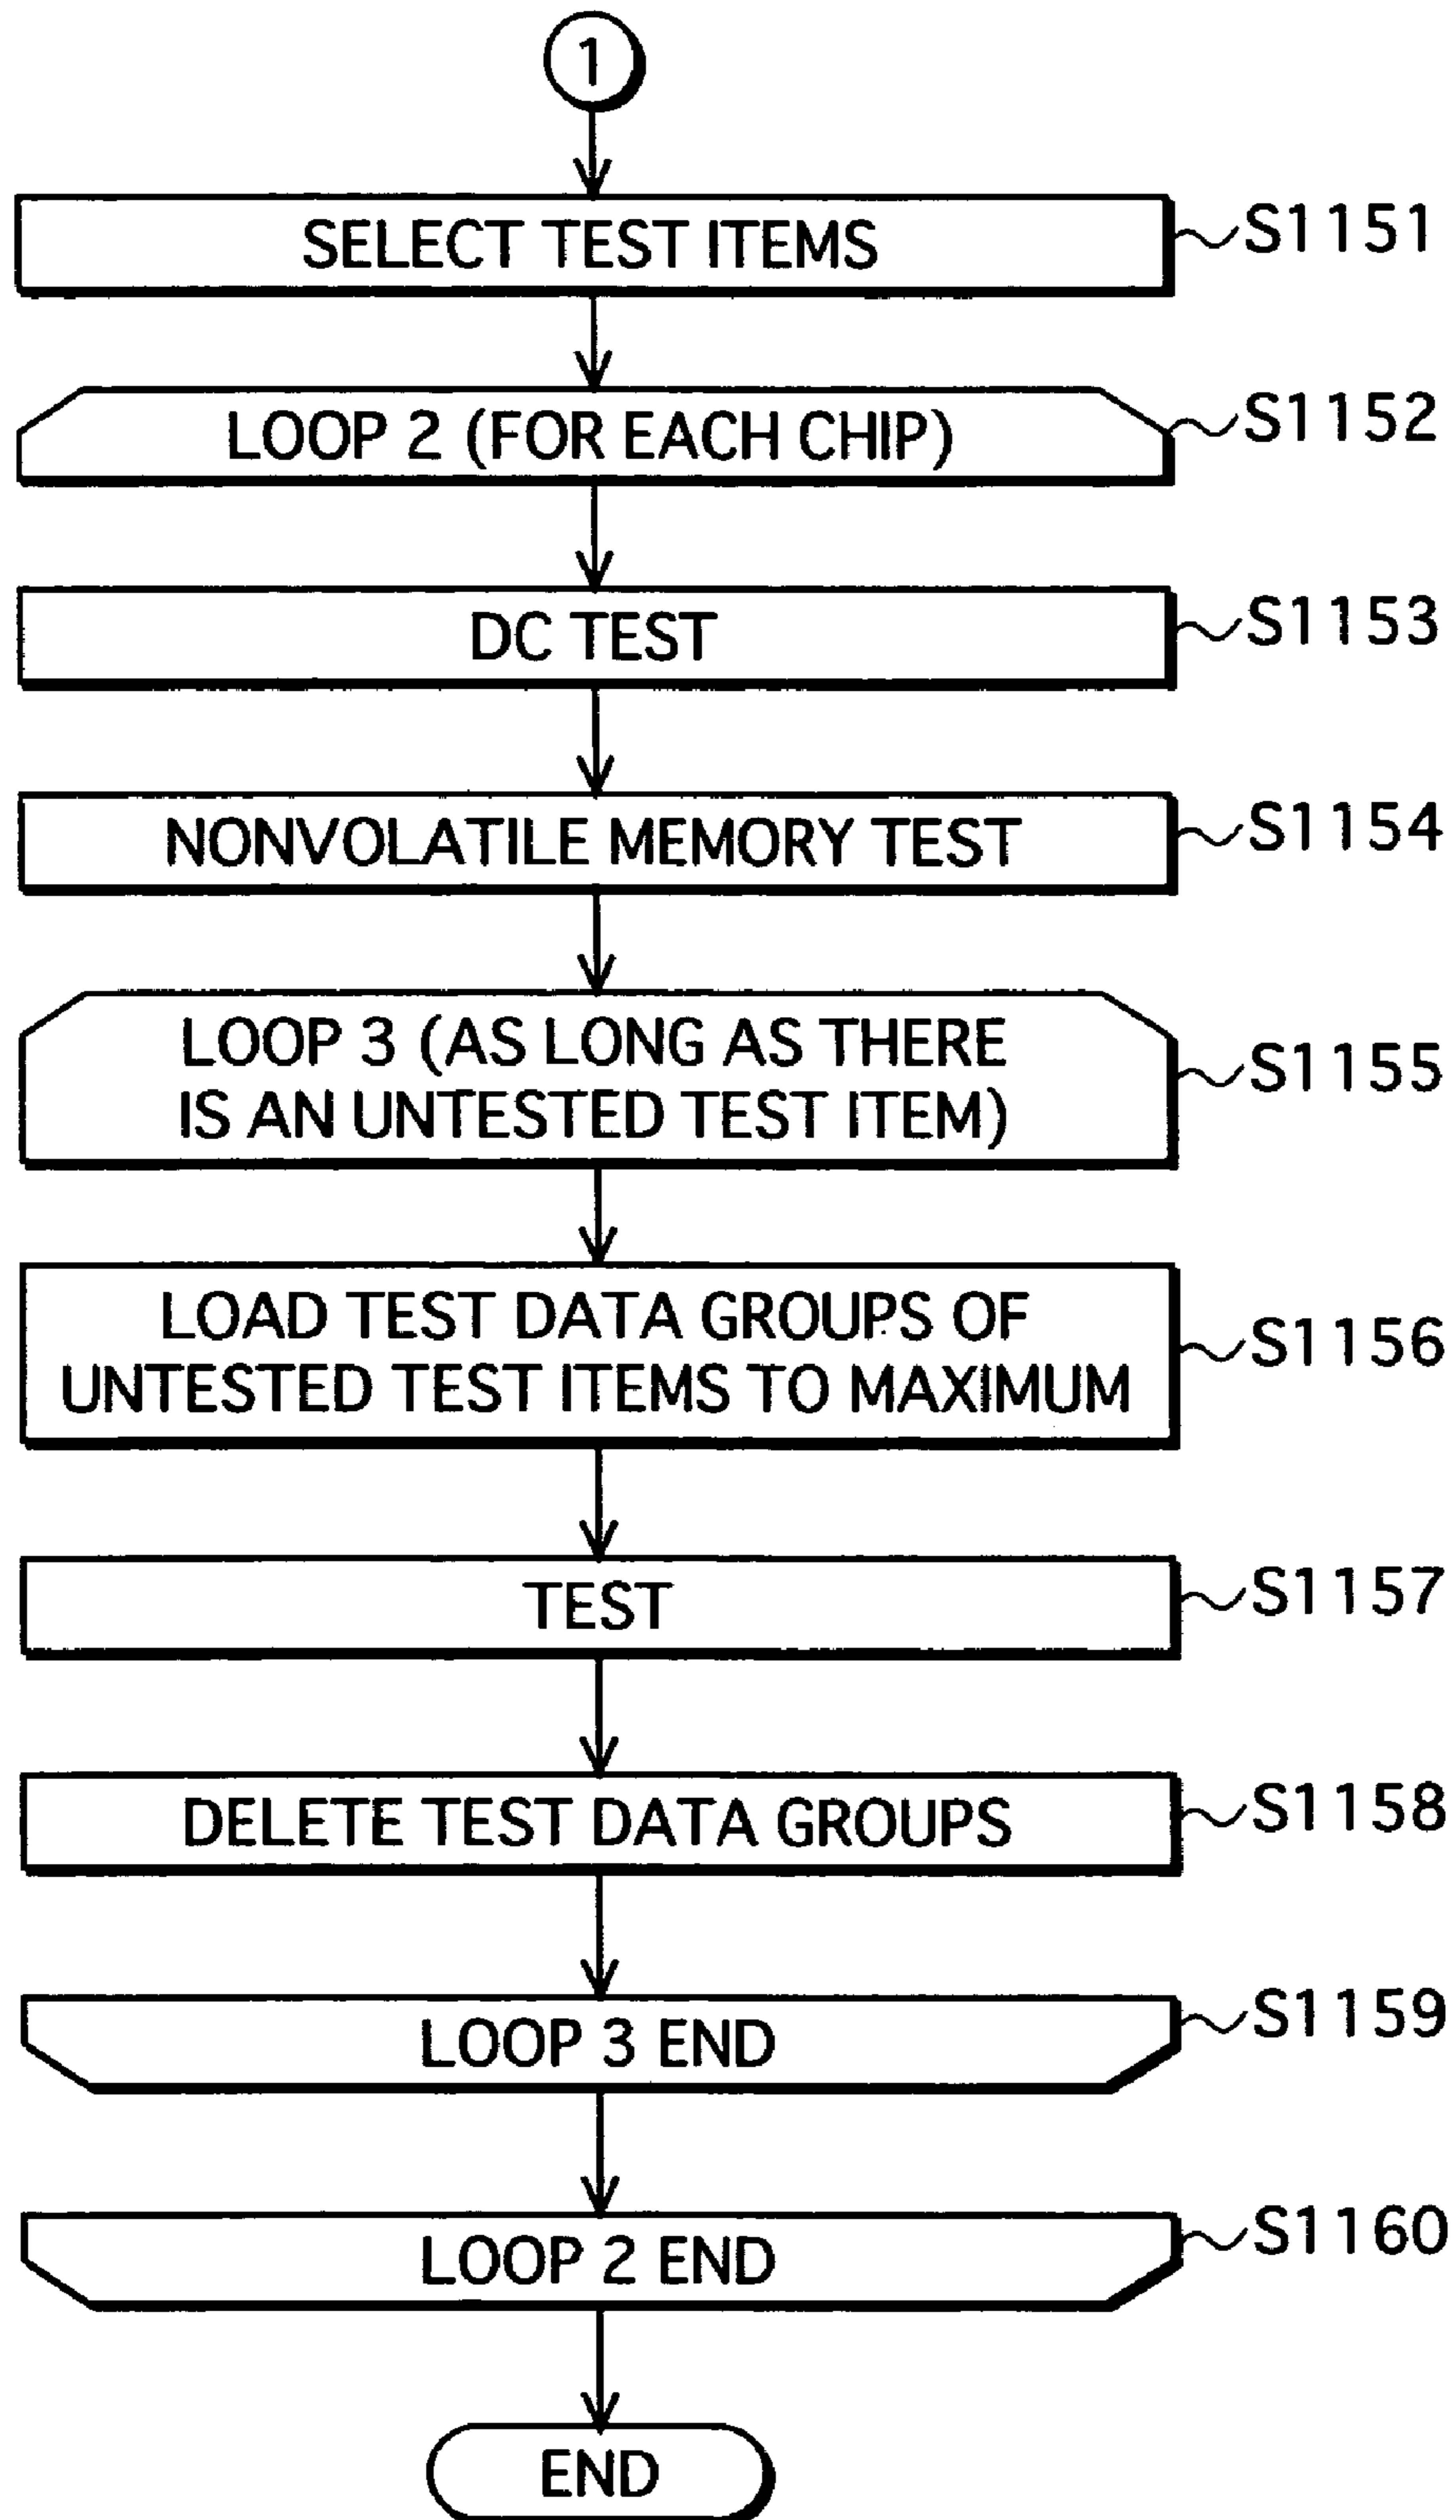 1
SELECT TEST ITEMS
S1151
LOOP 2 (FOR EACH CHIP)
S1152
DC TEST
S1153
NONVOLATILE MEMORY TEST
S1154
LOOP 3 (AS LONG AS THERE
IS AN UNTESTED TEST ITEM)
S1155
LOAD TEST DATA GROUPS OF
UNTESTED TEST ITEMS TO MAXIMUM
S1156
TEST
S1157
DELETE TEST DATA GROUPS
S1158
LOOP 3 END
S1159
LOOP 2 END
S1160
END